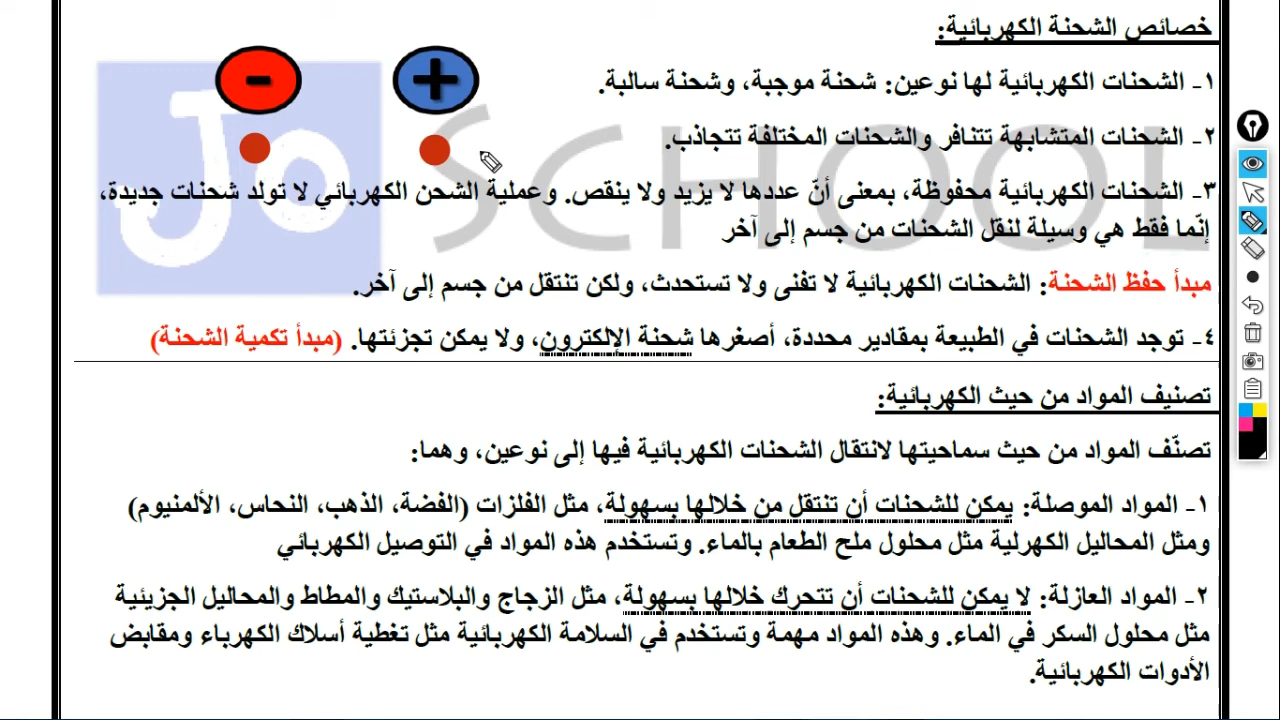 خصائص الشحنة الكهربائية:
- +
١- الشحنات الكهربائية لها نوعين: شحنة موجبة، وشحنة سالبة.
٢- الشحنات المتشابهة تتنافر والشحنات المختلفة تتجاذب.
Jo SCHOOL
٣- الشحنات الكهربائية محفوظة، بمعنى أنّ عددها لا يزيد ولا ينقص. وعملية الشحن الكهربائي لا تولد شحنات جديدة،
إنّما فقط هي وسيلة لنقل الشحنات من جسم إلى آخر
مبدأ حفظ الشحنة: الشحنات الكهربائية لا تفنى ولا تستحدث، ولكن تنتقل من جسم إلى آخر.
٤- توجد الشحنات في الطبيعة بمقادير محددة، أصغرها شحنة الإلكترون، ولا يمكن تجزئتها. (مبدأ تكمية الشحنة)
تصنيف المواد من حيث الكهربائية:
تصنّف المواد من حيث سماحيتها لانتقال الشحنات الكهربائية فيها إلى نوعين، وهما:
١- المواد الموصلة: يمكن للشحنات أن تنتقل من خلالها بسهولة، مثل الفلزات (الفضة، الذهب، النحاس، الألمنيوم)
ومثل المحاليل الكهرلية مثل محلول ملح الطعام بالماء. وتستخدم هذه المواد في التوصيل الكهربائي
٢- المواد العازلة: لا يمكن للشحنات أن تتحرك خلالها بسهولة، مثل الزجاج والبلاستيك والمطاط والمحاليل الجزيئية
مثل محلول السكر في الماء. وهذه المواد مهمة وتستخدم في السلامة الكهربائية مثل تغطية أسلاك الكهرباء ومقابض
الأدوات الكهربائية.